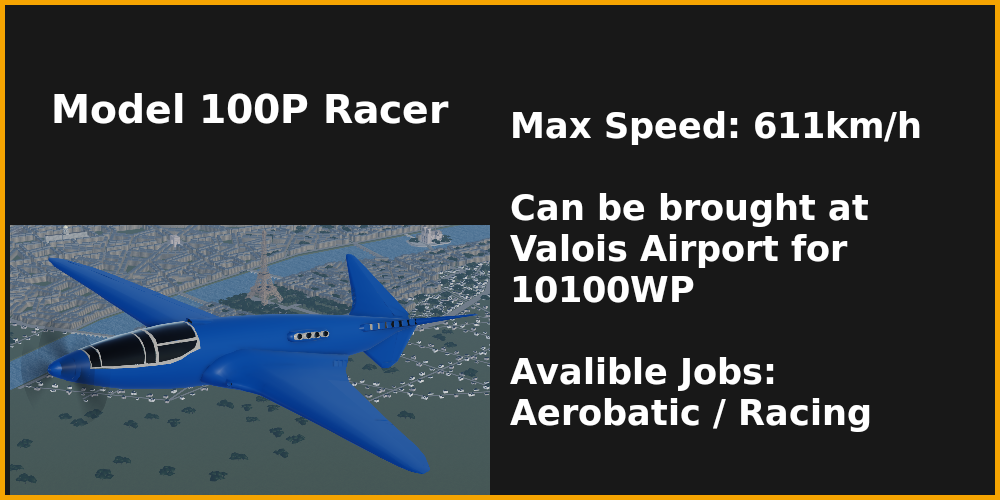 Model 100P Racer
Max Speed: 611km/h
Can be brought at
Valois Airport for
10100WP
Avalible Jobs:
Aerobatic / Racing